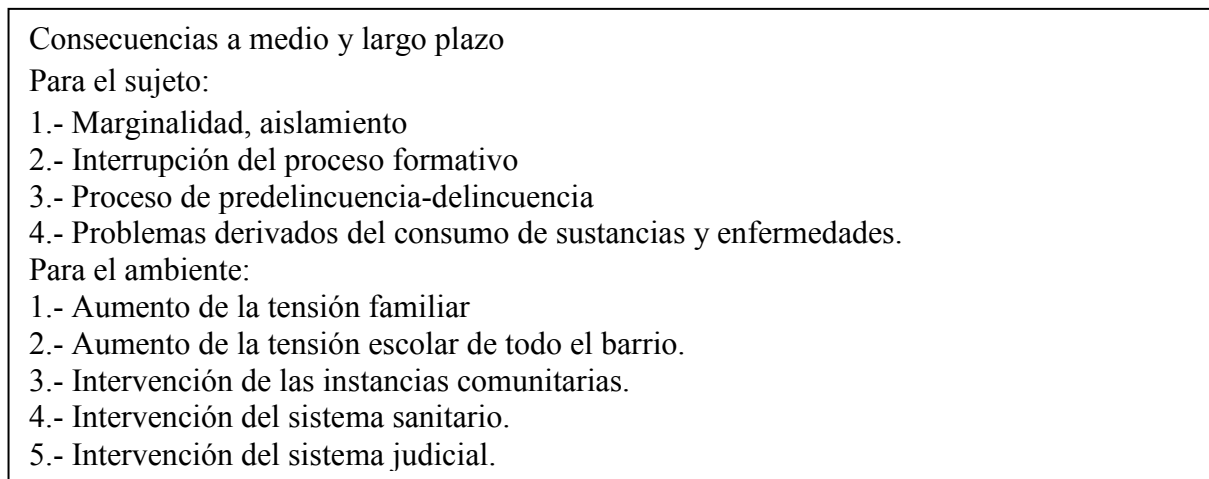 Consecuencias a medio y largo plazo
Para el sujeto:
1.- Marginalidad, aislamiento
2.- Interrupción del proceso formativo
3.- Proceso de predelincuencia-delincuencia
4.- Problemas derivados del consumo de sustancias y enfermedades.
Para el ambiente:
1.- Aumento de la tensión familiar
2.- Aumento de la tensión escolar de todo el barrio.
3.- Intervención de las instancias comunitarias.
4.- Intervención del sistema sanitario.
5.- Intervención del sistema judicial.